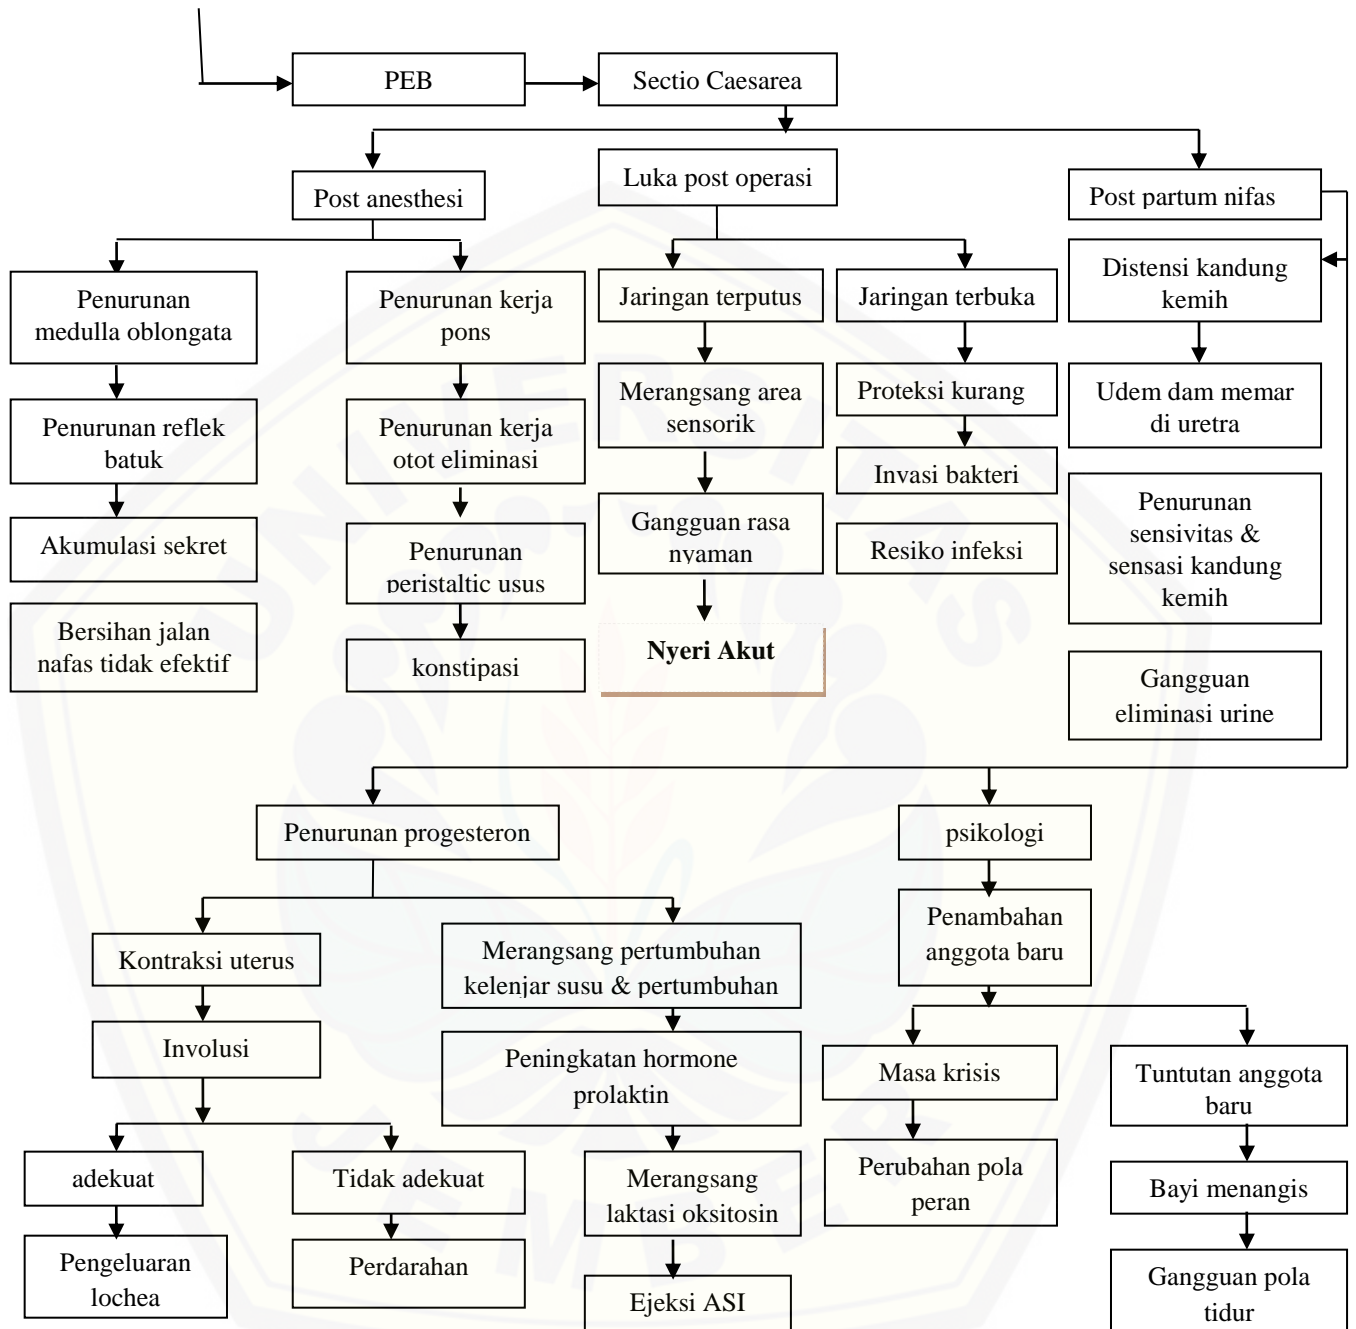 PEB
Sectio Caesarea
Post anesthesi
Luka post operasi
Post partum nifas
Penurunan
medulla oblongata
Penurunan kerja
pons
Jaringan terputus
Jaringan terbuka
Distensi kandung
kemih
Penurunan reflek
batuk
Penurunan kerja
otot eliminasi
Merangsang area
sensorik
Proteksi kurang
Udem dam memar
di uretra
Akumulasi sekret
Penurunan
peristaltic usus
Gangguan rasa
nyaman
Invasi bakteri
Resiko infeksi
Penurunan
sensivitas &
sensasi kandung
kemih
Bersihan jalan
nafas tidak efektif
konstipasi
Nyeri Akut
Gangguan
eliminasi urine
Penurunan progesteron
psikologi
Kontraksi uterus
Merangsang pertumbuhan
kelenjar susu & pertumbuhan
Penambahan
anggota baru
Involusi
Peningkatan hormone
prolaktin
Masa krisis
Tuntutan anggota
baru
adekuat
Tidak adekuat
Merangsang
laktasi oksitosin
Perubahan pola
peran
Bayi menangis
Pengeluaran
lochea
Perdarahan
Ejeksi ASI
Gangguan pola
tidur
UNIVERSITAS
JEMBER